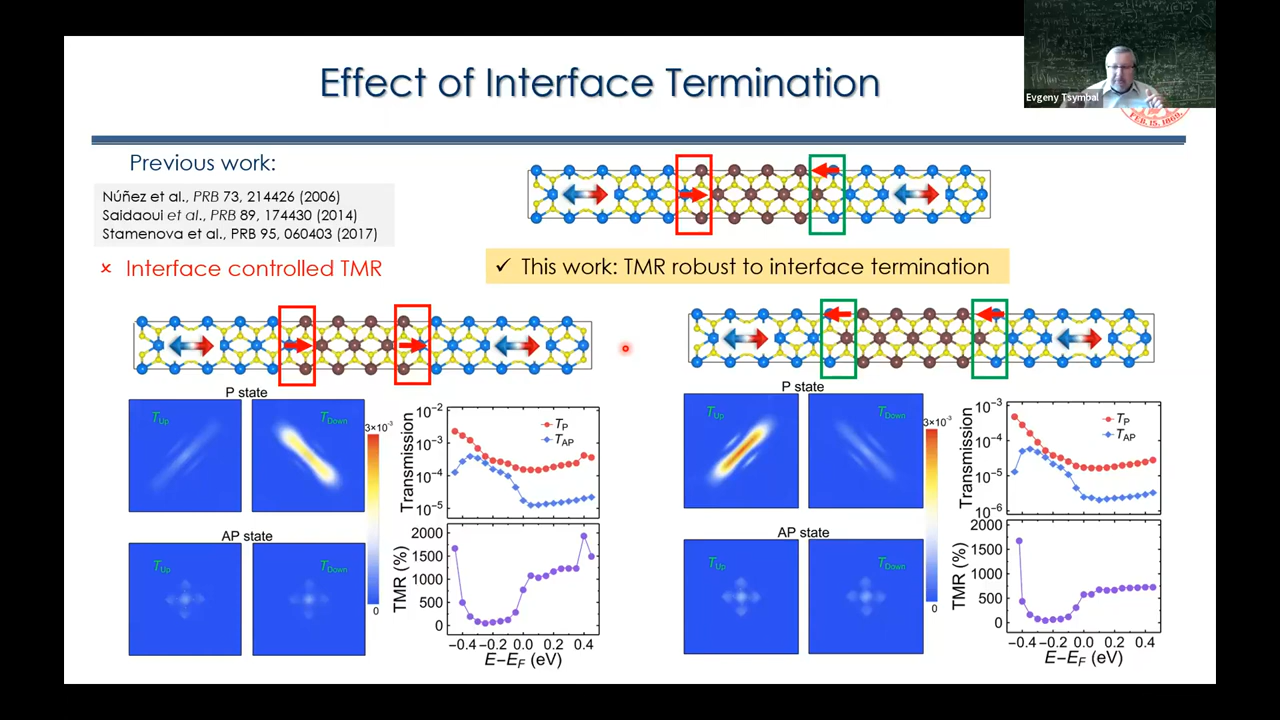 Effect of Interface Termination
Evgeny Tsymbal
FEB. 15, 1869
Previous work:
Núñez et al., PRB 73, 214426 (2006)
Saidaoui et al., PRB 89, 174430 (2014)
Stamenova et al., PRB 95, 060403 (2017)
× Interface controlled TMR
✓ This work: TMR robust to interface termination
P state
T_Up
T_Down
3×10⁻³
0
AP state
T_Up
T_Down
Transmission
10⁻²
10⁻³
10⁻⁴
10⁻⁵
T_P
T_AP
TMR (%)
2000
1500
1000
500
0
−0.4 −0.2 0.0 0.2 0.4
E−E_F (eV)
P state
T_Up
T_Down
3×10⁻³
0
AP state
T_Up
T_Down
Transmission
10⁻³
10⁻⁴
10⁻⁵
10⁻⁶
T_P
T_AP
TMR (%)
2000
1500
1000
500
0
−0.4 −0.2 0.0 0.2 0.4
E−E_F (eV)